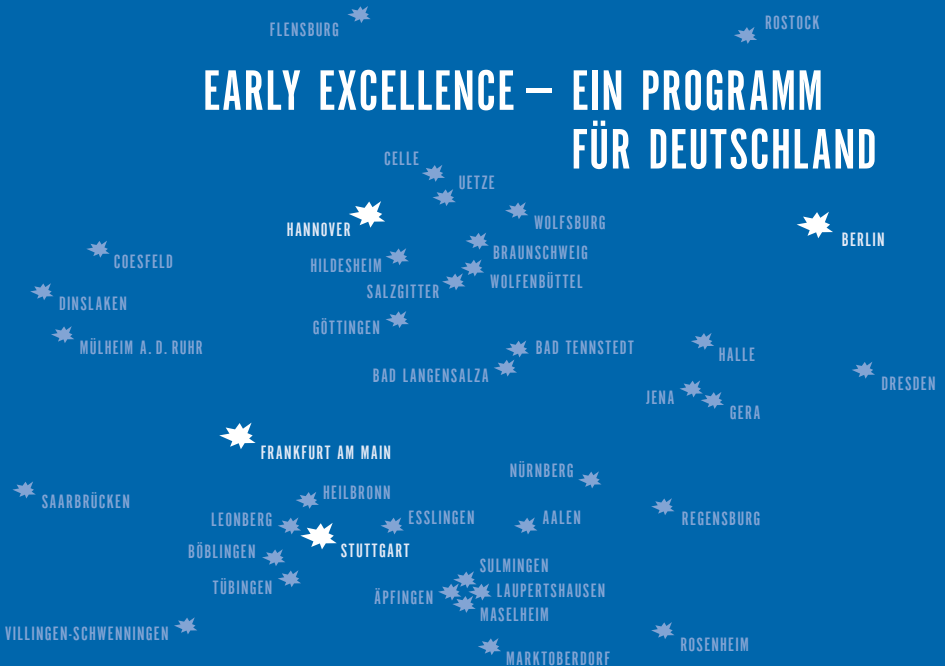 FLENSBURG
ROSTOCK
EARLY EXCELLENCE — EIN PROGRAMM
FÜR DEUTSCHLAND
CELLE
UETZE
WOLFSBURG
HANNOVER
BERLIN
BRAUNSCHWEIG
COESFELD
HILDESHEIM
WOLFENBÜTTEL
SALZGITTER
DINSLAKEN
GÖTTINGEN
MÜLHEIM A. D. RUHR
BAD TENNSTEDT
HALLE
BAD LANGENSALZA
DRESDEN
JENA
GERA
FRANKFURT AM MAIN
NÜRNBERG
HEILBRONN
SAARBRÜCKEN
LEONBERG
ESSLINGEN
AALEN
REGENSBURG
BÖBLINGEN
STUTTGART
SULMINGEN
TÜBINGEN
LAUPERTSHAUSEN
ÄPFINGEN
MASELHEIM
VILLINGEN-SCHWENNINGEN
ROSENHEIM
MARKTOBERDORF